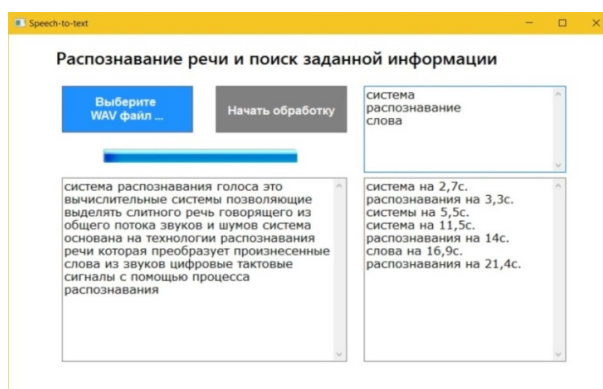 Speech-to-text
Распознавание речи и поиск заданной информации
Выберите
WAV файл ...
Начать обработку
система
распознавание
слова
система распознавания голоса это
вычислительные системы позволяющие
выделять слитного речь говорящего из
общего потока звуков и шумов система
основана на технологии распознавания
речи которая преобразует произнесенные
слова из звуков цифровые тактовые
сигналы с помощью процесса
распознавания
система на 2,7с.
распознавания на 3,3с.
системы на 5,5с.
система на 11,5с.
распознавания на 14с.
слова на 16,9с.
распознавания на 21,4с.